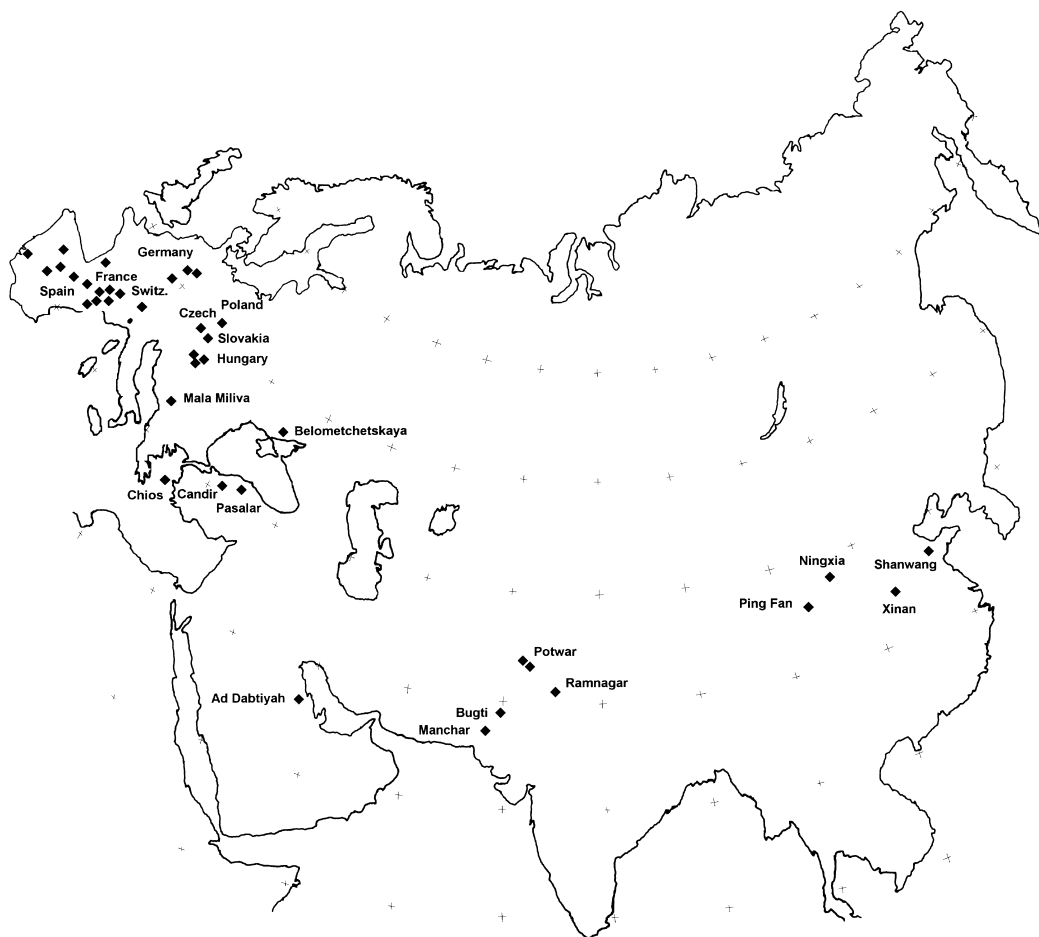 Germany
France
Spain
Switz.
Poland
Czech
Slovakia
Hungary
Mala Miliva
Belometchetskaya
Chios
Candir
Pasalar
Ningxia
Shanwang
Ping Fan
Xinan
Potwar
Ramnagar
Ad Dabtiyah
Bugti
Manchar